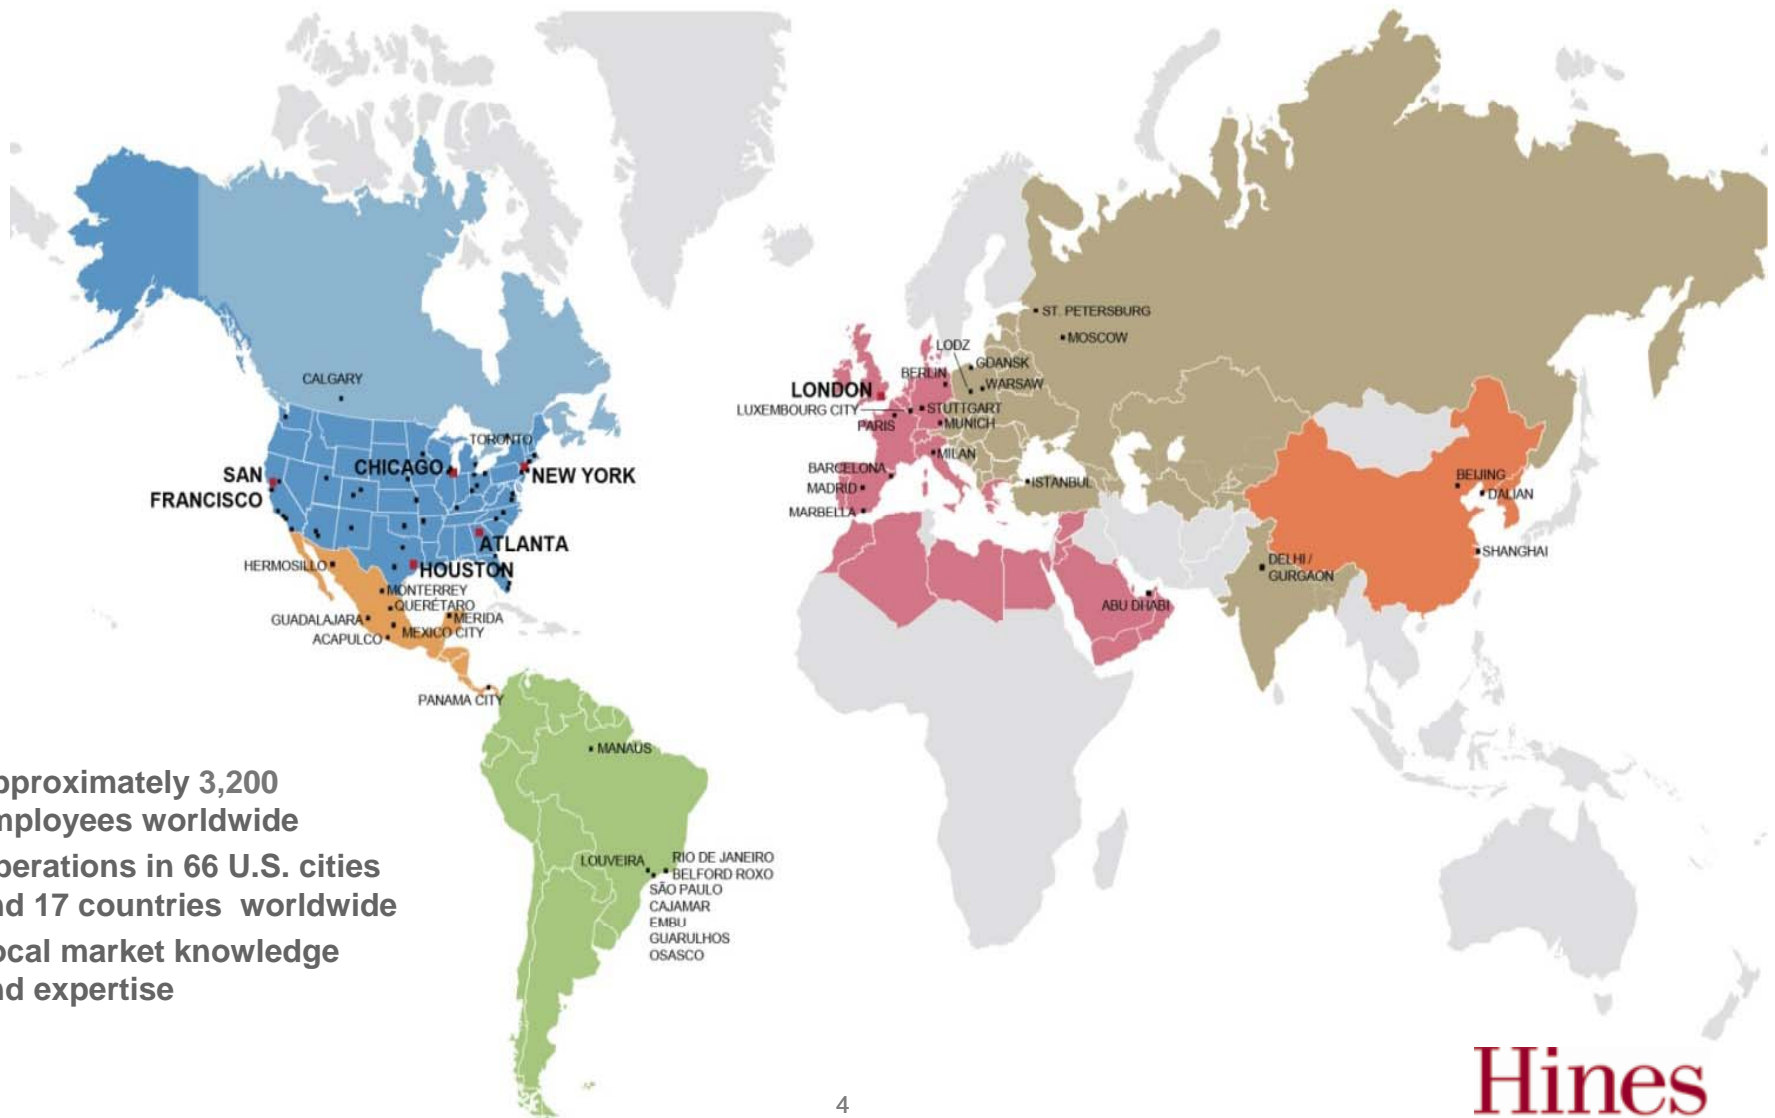 CALGARY
TORONTO
SAN
FRANCISCO
CHICAGO
NEW YORK
ATLANTA
HOUSTON
HERMOSILLO
MONTERREY
QUERÉTARO
GUADALAJARA
MERIDA
MEXICO CITY
ACAPULCO
PANAMA CITY
MANAUS
LOUVEIRA
RIO DE JANEIRO
BELFORD ROXO
SÃO PAULO
CAJAMAR
EMBU
GUARULHOS
OSASCO
ST. PETERSBURG
MOSCOW
LODZ
GDANSK
BERLIN
WARSAW
LONDON
LUXEMBOURG CITY
STUTTGART
PARIS
MUNICH
MILAN
BARCELONA
MADRID
ISTANBUL
MARBELLA
ABU DHABI
DELHI /
GURGAON
BEIJING
DALIAN
SHANGHAI
pproximately 3,200
mployees worldwide
perations in 66 U.S. cities
nd 17 countries worldwide
ocal market knowledge
nd expertise
4
Hines